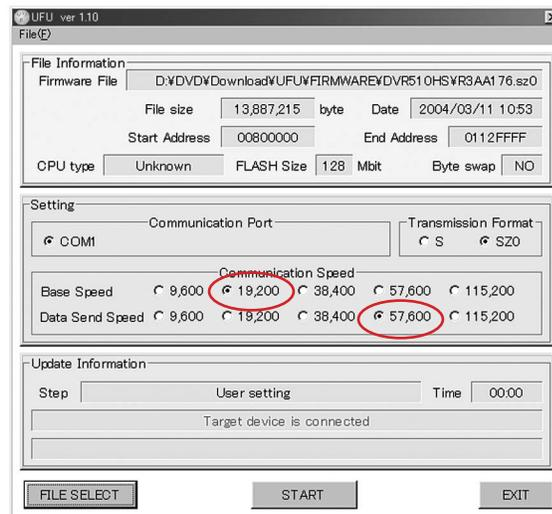 UFU ver 1.10
File(F)
File Information
Firmware File D:¥DVD¥Download¥UFU¥FIRMWARE¥DVR510HS¥R3AA176.sz0
File size 13,887,215 byte Date 2004/03/11 10:53
Start Address 00800000 End Address 0112FFFF
CPU type Unknown FLASH Size 128 Mbit Byte swap NO
Setting
Communication Port Transmission Format
COM1 S SZ0
Communication Speed
Base Speed 9,600 19,200 38,400 57,600 115,200
Data Send Speed 9,600 19,200 38,400 57,600 115,200
Update Information
Step User setting Time 00:00
Target device is connected
FILE SELECT START EXIT